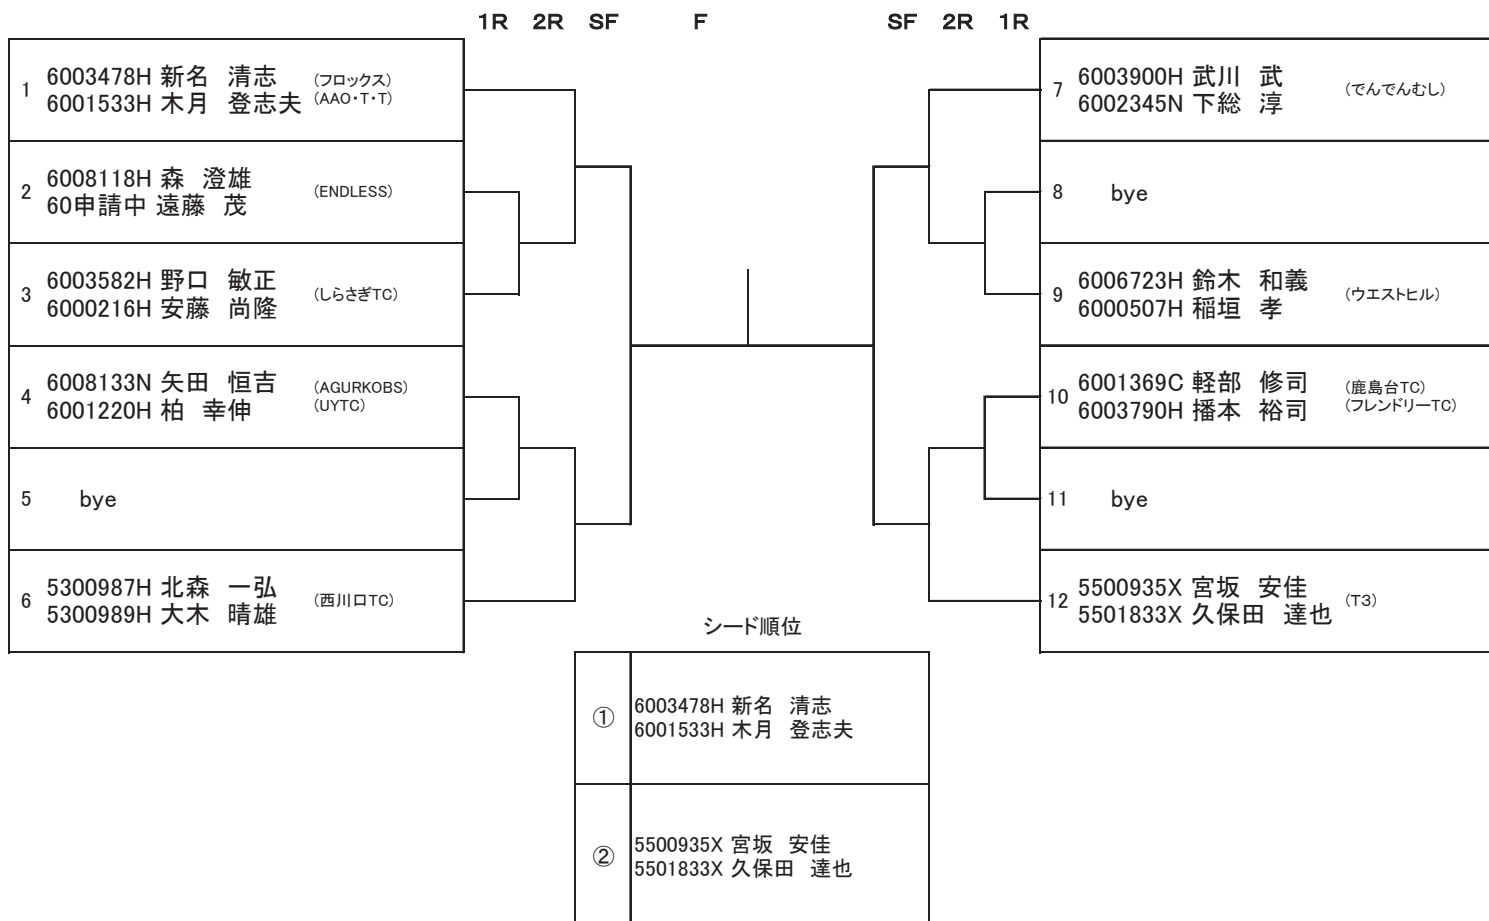 1R 2R SF F SF 2R 1R
1 6003478H 新名 清志 (フロックス)
6001533H 木月 登志夫 (AAO・T・T)
2 6008118H 森 澄雄 (ENDLESS)
60申請中 遠藤 茂
3 6003582H 野口 敏正 (しらさぎTC)
6000216H 安藤 尚隆
4 6008133N 矢田 恒吉 (AGURKOBS)
6001220H 柏 幸伸 (UYTC)
5 bye
6 5300987H 北森 一弘 (西川口TC)
5300989H 大木 晴雄
7 6003900H 武川 武 (でんでんむし)
6002345N 下総 淳
8 bye
9 6006723H 鈴木 和義 (ウエストヒル)
6000507H 稲垣 孝
10 6001369C 軽部 修司 (鹿島台TC)
6003790H 播本 裕司 (フレンドリーTC)
11 bye
12 5500935X 宮坂 安佳 (T3)
5501833X 久保田 達也
シード順位
① 6003478H 新名 清志
6001533H 木月 登志夫
② 5500935X 宮坂 安佳
5501833X 久保田 達也